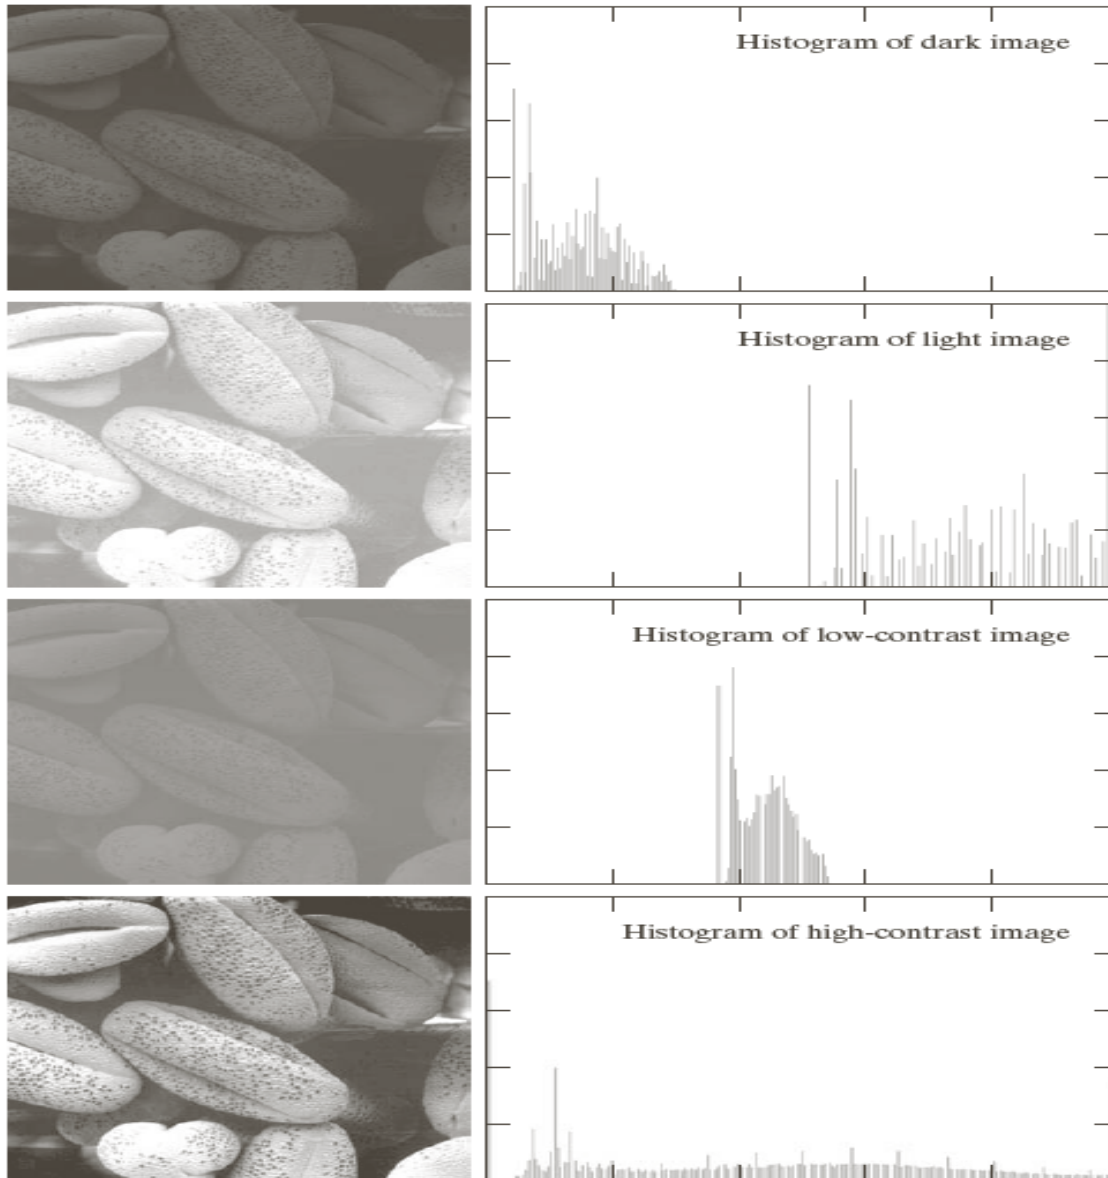 Histogram of dark image
Histogram of light image
Histogram of low-contrast image
Histogram of high-contrast image